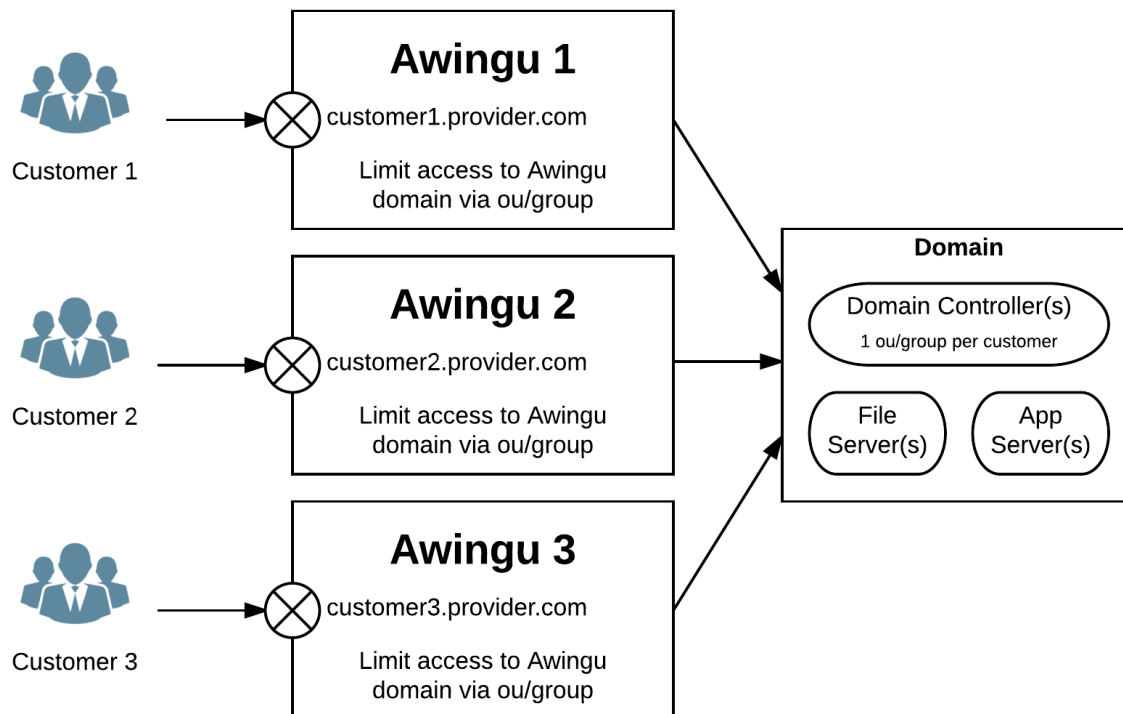 Awingu 1
customer1.provider.com
Customer 1
Limit access to Awingu
domain via ou/group
Awingu 2
customer2.provider.com
Customer 2
Limit access to Awingu
domain via ou/group
Awingu 3
customer3.provider.com
Customer 3
Limit access to Awingu
domain via ou/group
Domain
Domain Controller(s)
1 ou/group per customer
File
Server(s)
App
Server(s)